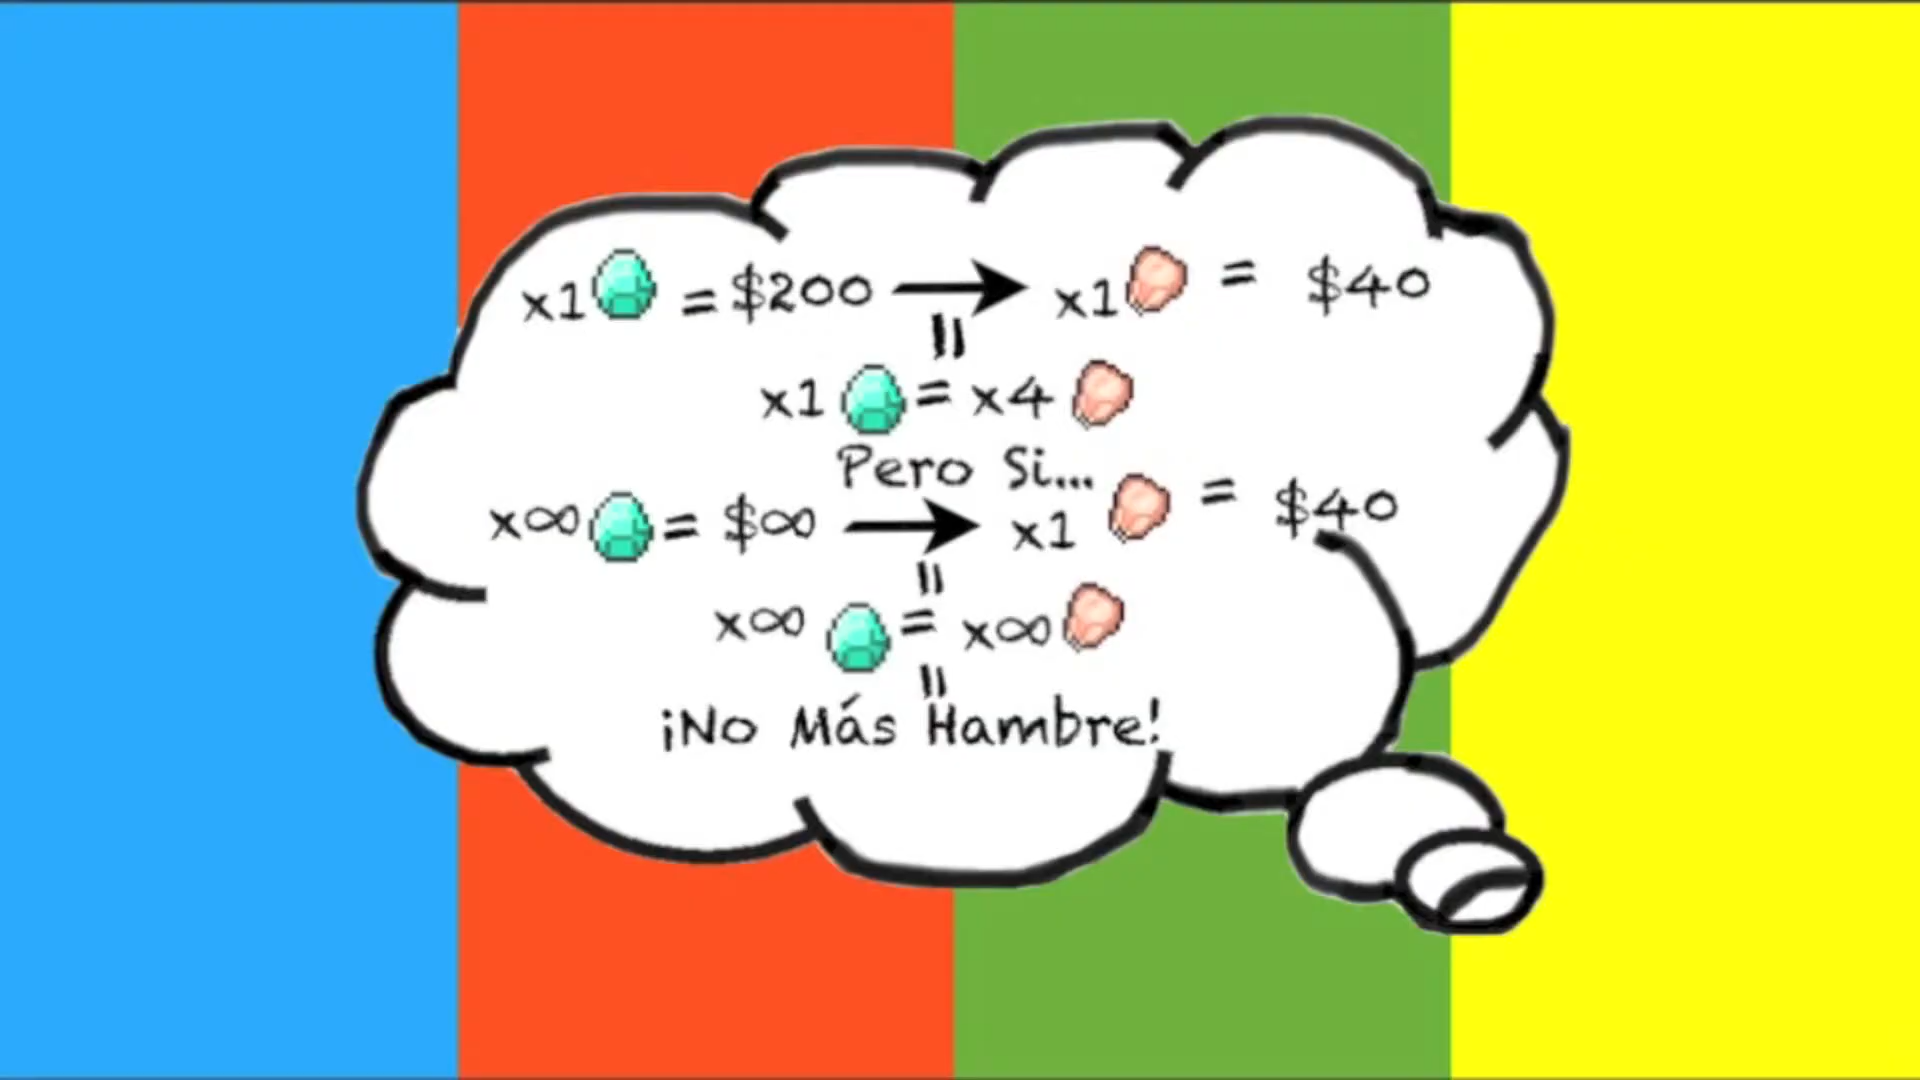 x1 = $200 → x1 = $40
=
x1 = x4
Pero Si...
x∞ = $∞ → x1 = $40
=
x∞ = x∞
=
¡No Más Hambre!